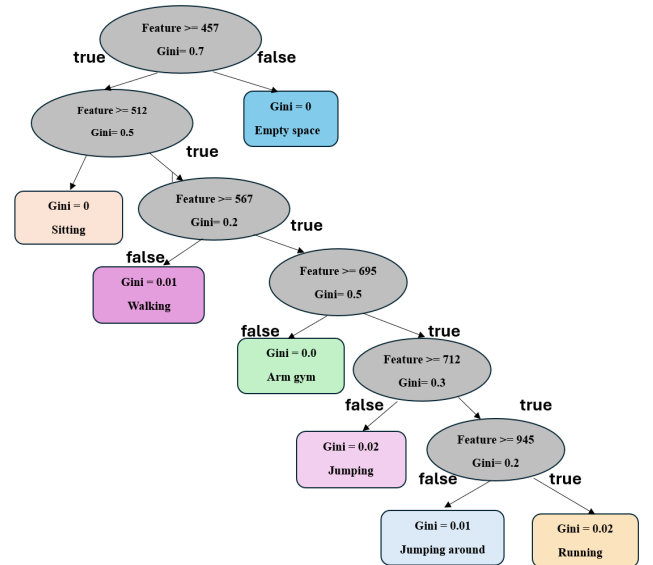 Feature >= 457
Gini= 0.7
true
false
Feature >= 512
Gini= 0.5
Gini = 0
Empty space
true
Gini = 0
Sitting
Feature >= 567
Gini= 0.2
true
false
Gini = 0.01
Walking
Feature >= 695
Gini= 0.5
false
true
Gini = 0.0
Arm gym
Feature >= 712
Gini= 0.3
false
true
Gini = 0.02
Jumping
Feature >= 945
Gini= 0.2
false
true
Gini = 0.01
Jumping around
Gini = 0.02
Running